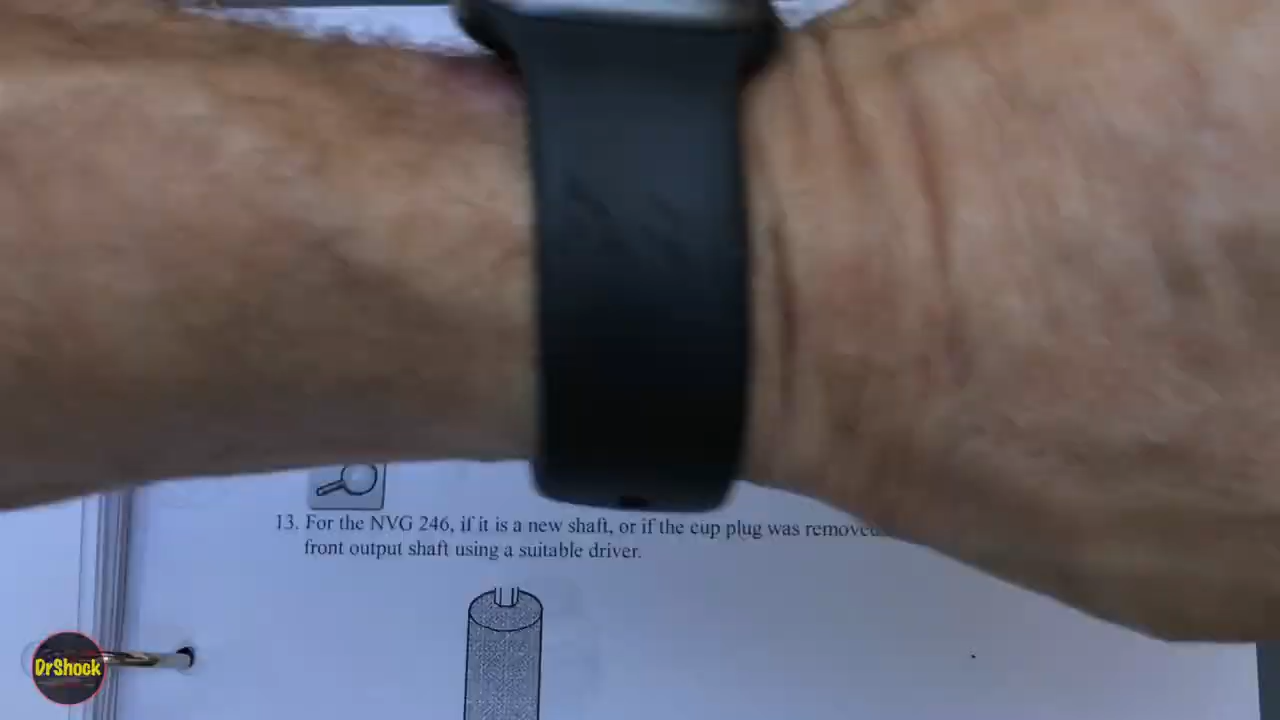 13. For the NVG 246, if it is a new shaft, or if the cup plug was removed
front output shaft using a suitable driver.
DrShock